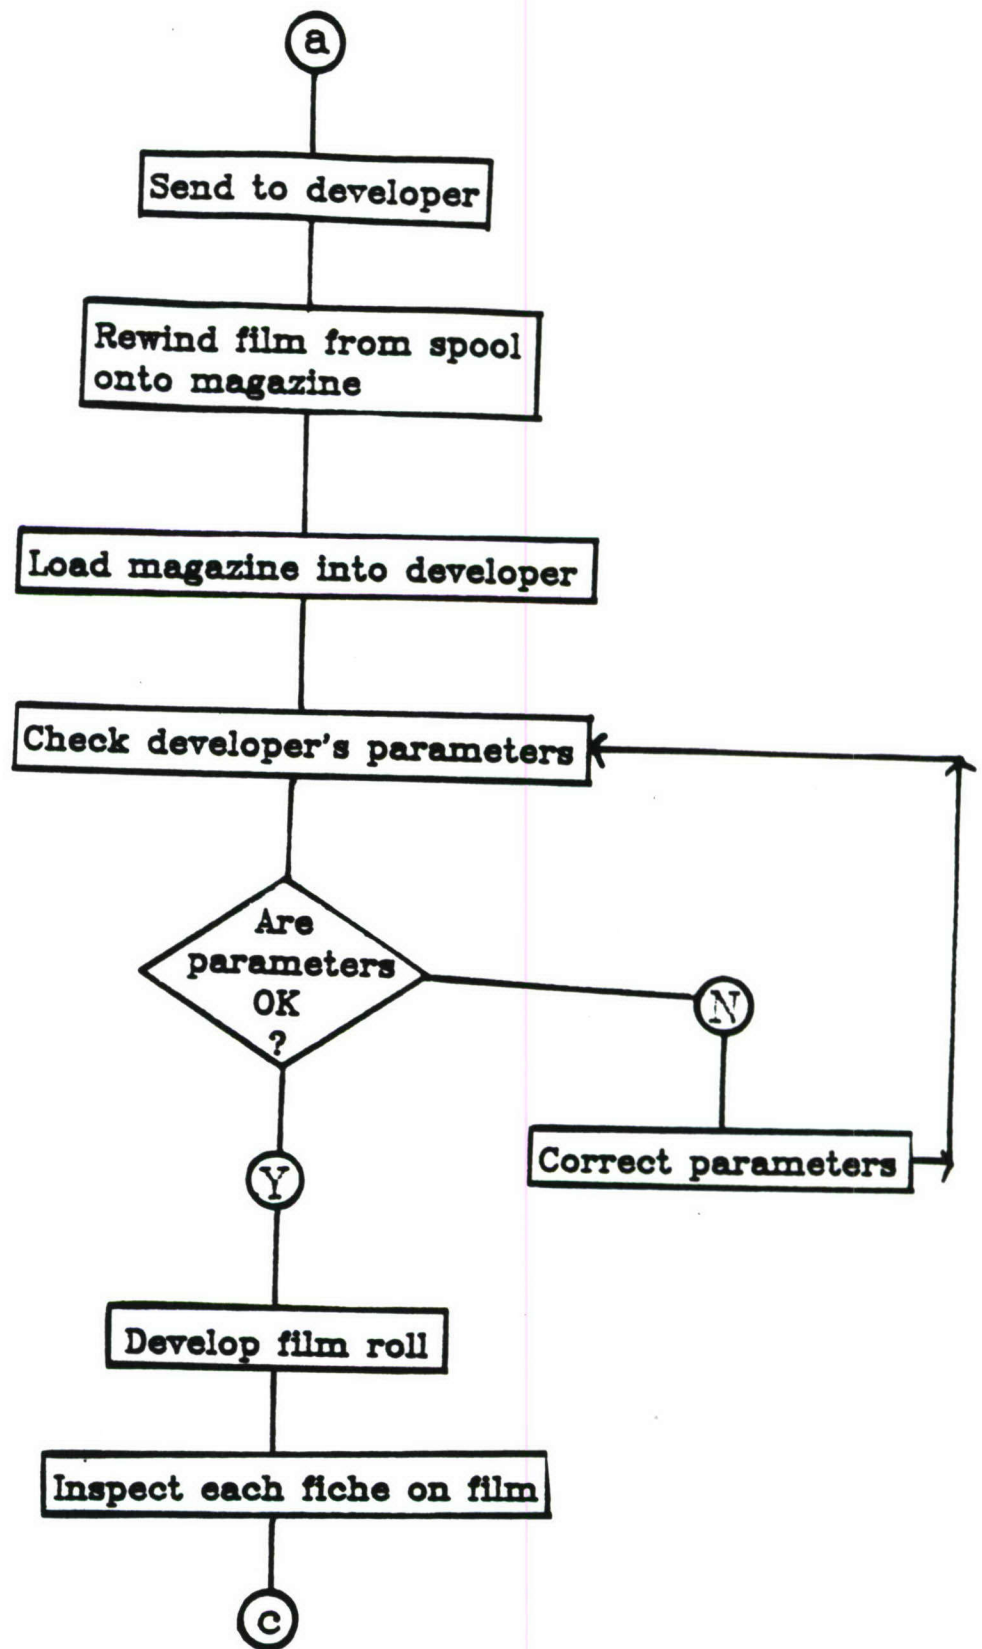 a
Send to developer
Rewind film from spool
onto magazine
Load magazine into developer
Check developer's parameters
Are
parameters
OK
?
N
Correct parameters
Y
Develop film roll
Inspect each fiche on film
c